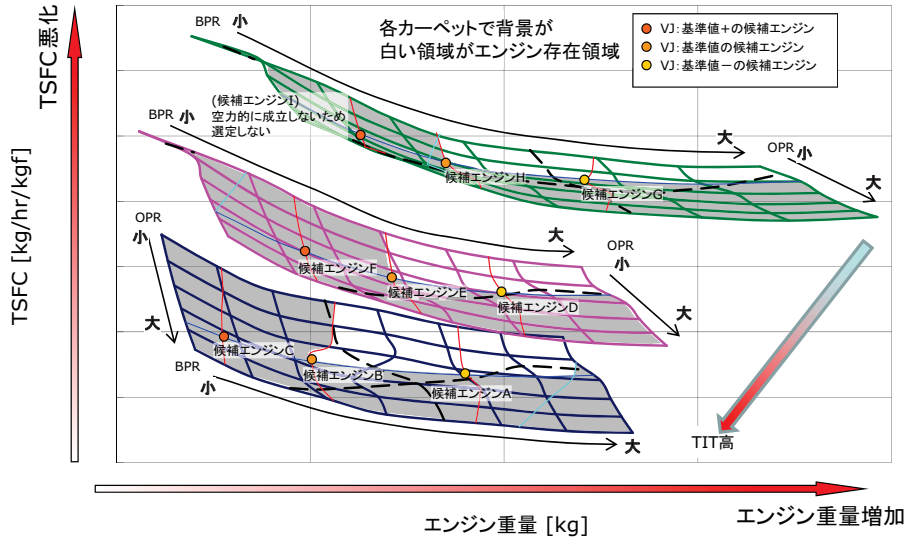 TSFC悪化
TSFC [kg/hr/kgf]
BPR 小
各カーペットで背景が
白い領域がエンジン存在領域
VJ:基準値+の候補エンジン
VJ:基準値の候補エンジン
VJ:基準値ーの候補エンジン
(候補エンジンI)
空力的に成立しないため
選定しない
BPR 小
大
OPR 小
大
候補エンジンH
候補エンジンG
OPR
小
大
大
OPR
小
大
候補エンジンF
候補エンジンE
候補エンジンD
候補エンジンC
候補エンジンB
候補エンジンA
BPR
小
大
TIT高
エンジン重量 [kg]
エンジン重量増加